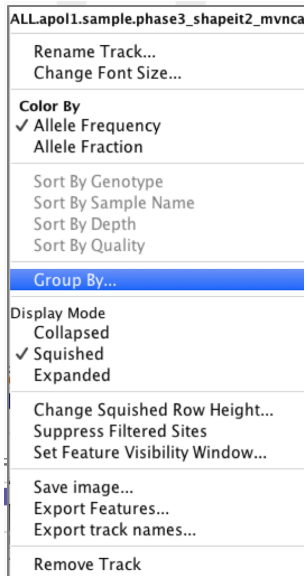 ALL.apol1.sample.phase3_shapeit2_mvnca
Rename Track...
Change Font Size...
Color By
✓ Allele Frequency
Allele Fraction
Sort By Genotype
Sort By Sample Name
Sort By Depth
Sort By Quality
Group By...
Display Mode
Collapsed
✓ Squished
Expanded
Change Squished Row Height...
Suppress Filtered Sites
Set Feature Visibility Window...
Save image...
Export Features...
Export track names...
Remove Track